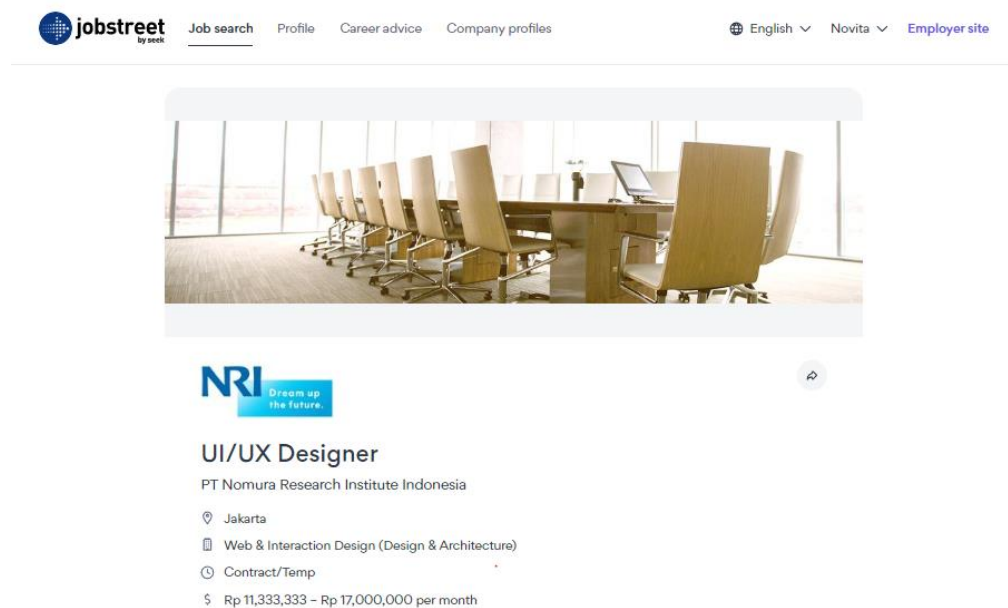 jobstreet
by seek
Job search
Profile
Career advice
Company profiles
English
Novita
Employer site
NRI
Dream up
the future.
UI/UX Designer
PT Nomura Research Institute Indonesia
Jakarta
Web & Interaction Design (Design & Architecture)
Contract/Temp
$ Rp 11,333,333 – Rp 17,000,000 per month